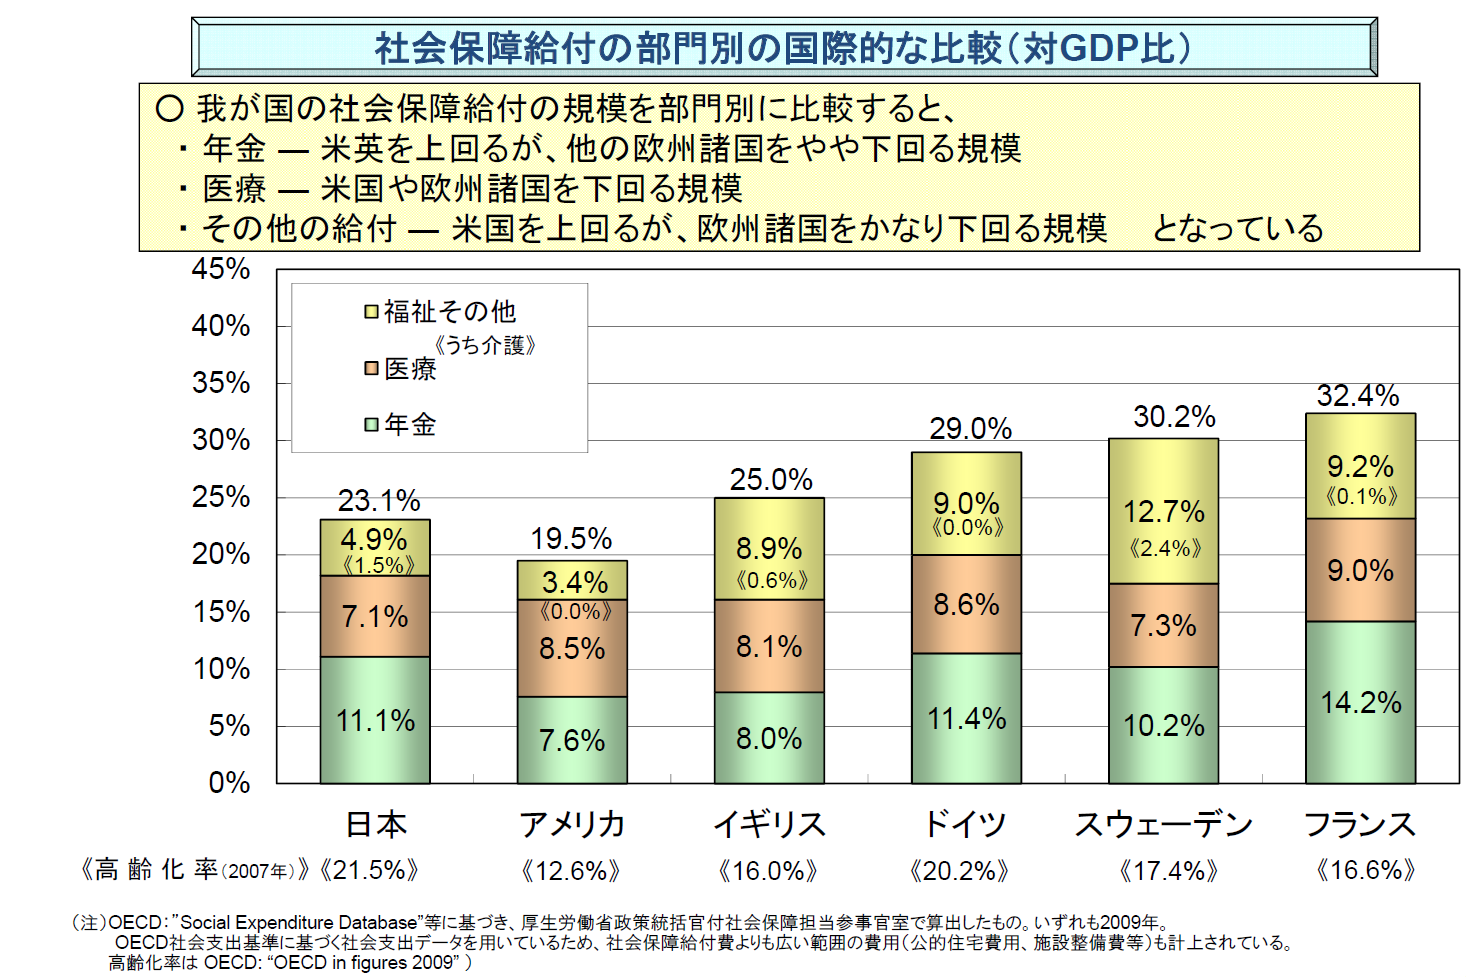 社会保障給付の部門別の国際的な比較（対GDP比）
〇 我が国の社会保障給付の規模を部門別に比較すると、
・ 年金 ― 米英を上回るが、他の欧州諸国をやや下回る規模
・ 医療 ― 米国や欧州諸国を下回る規模
・ その他の給付 ― 米国を上回るが、欧州諸国をかなり下回る規模　となっている
45%
40%
35%
30%
25%
20%
15%
10%
5%
0%
福祉その他
《うち介護》
医療
年金
23.1%
4.9%
《1.5%》
7.1%
11.1%
19.5%
3.4%
《0.0%》
8.5%
7.6%
25.0%
8.9%
《0.6%》
8.1%
8.0%
29.0%
9.0%
《0.0%》
8.6%
11.4%
30.2%
12.7%
《2.4%》
7.3%
10.2%
32.4%
9.2%
《0.1%》
9.0%
14.2%
日本 アメリカ イギリス ドイツ スウェーデン フランス
《高齢化率（2007年）》《21.5%》 《12.6%》 《16.0%》 《20.2%》 《17.4%》 《16.6%》
（注）OECD：”Social Expenditure Database”等に基づき、厚生労働省政策統括官付社会保障担当参事官室で算出したもの。いずれも2009年。
OECD社会支出基準に基づく社会支出データを用いているため、社会保障給付費よりも広い範囲の費用（公的住宅費用、施設整備費等）も計上されている。
高齢化率は OECD: “OECD in figures 2009” ）